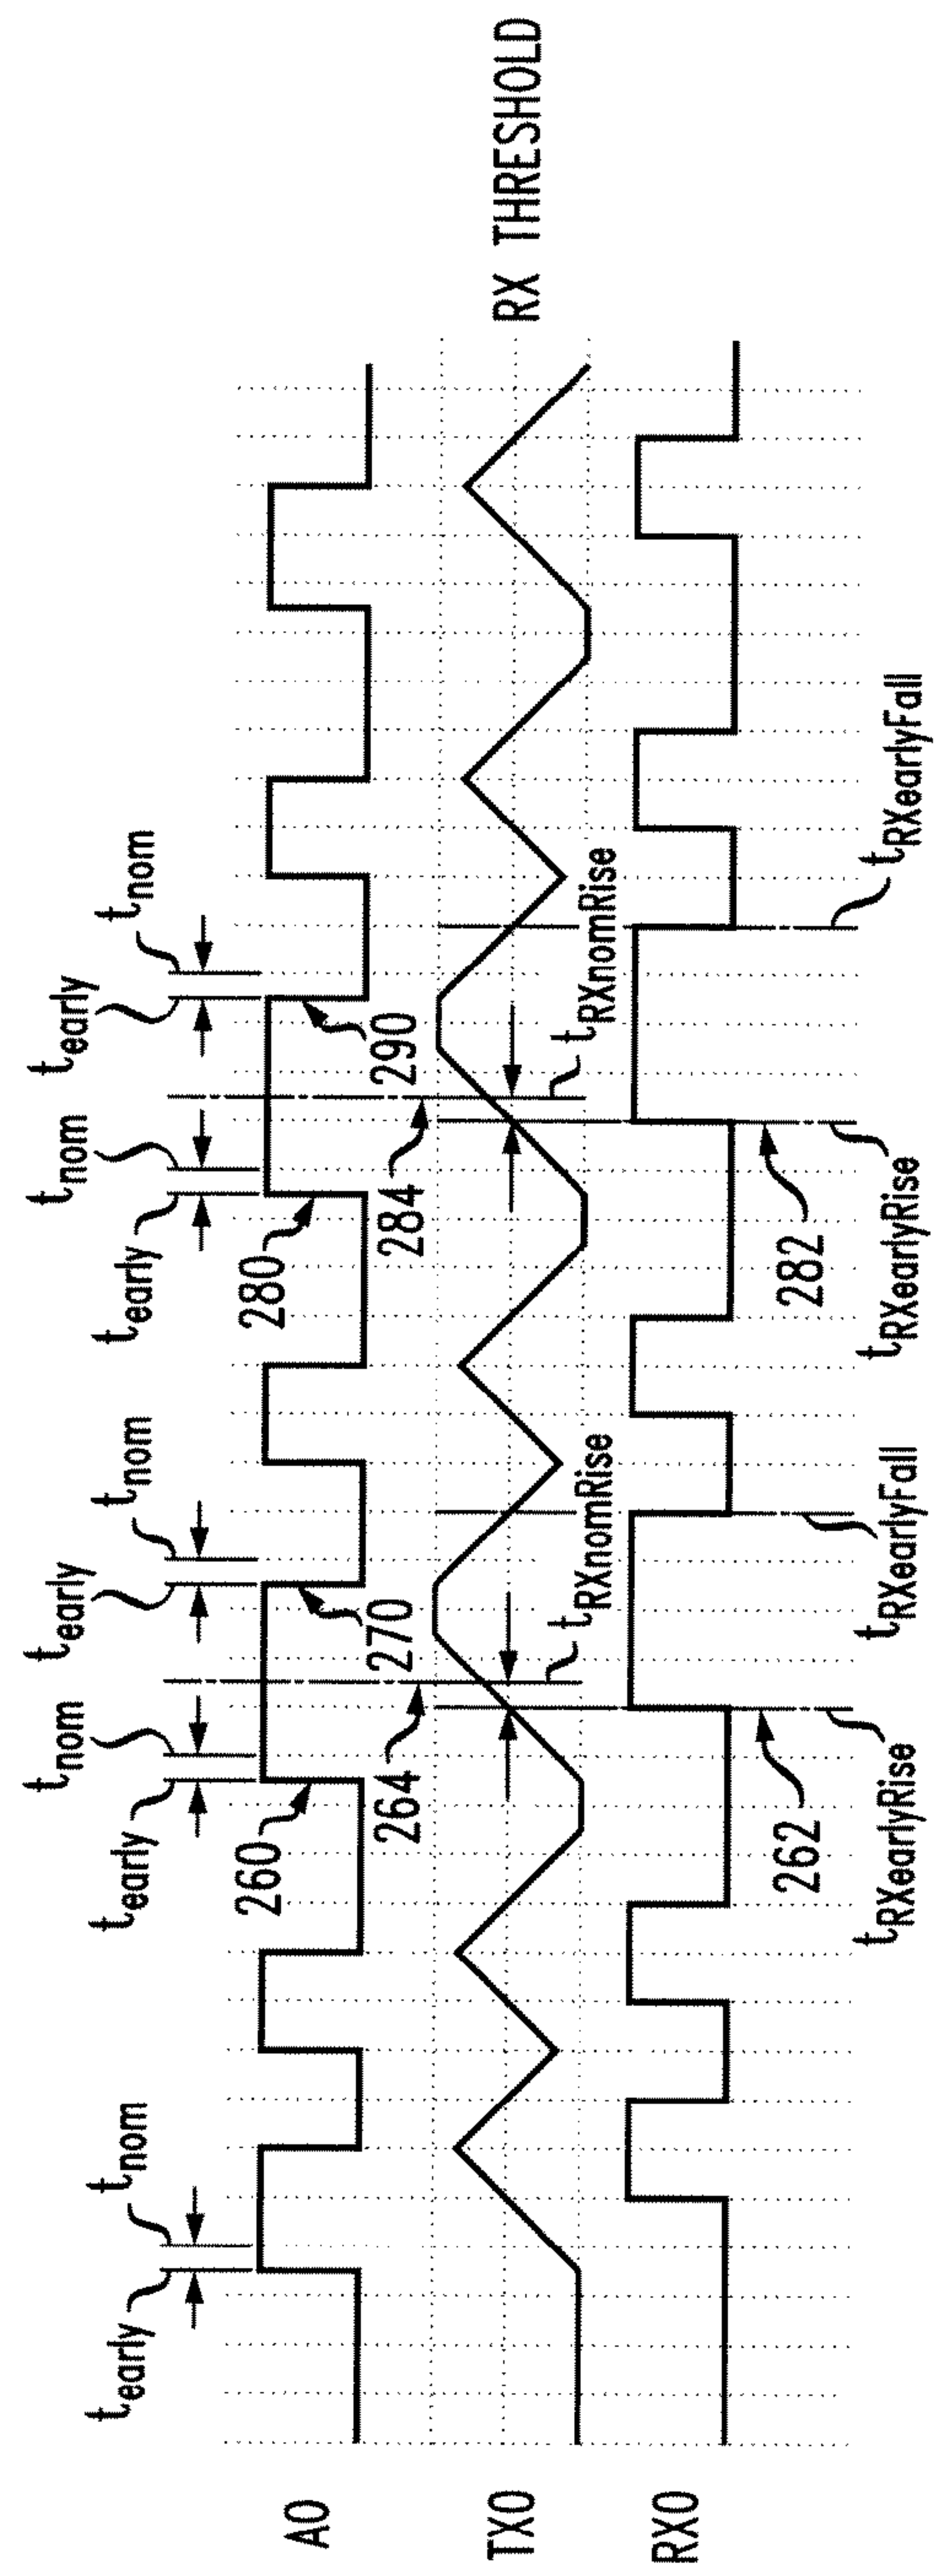 t_early
t_nom
t_early
t_nom
t_early
t_nom
t_early
t_nom
t_early
t_nom
A0
260
270
280
290
264
284
TX0
RX THRESHOLD
t_RXnomRise
t_RXnomRise
RX0
262
282
t_RXearlyRise
t_RXearlyFall
t_RXearlyRise
t_RXearlyFall